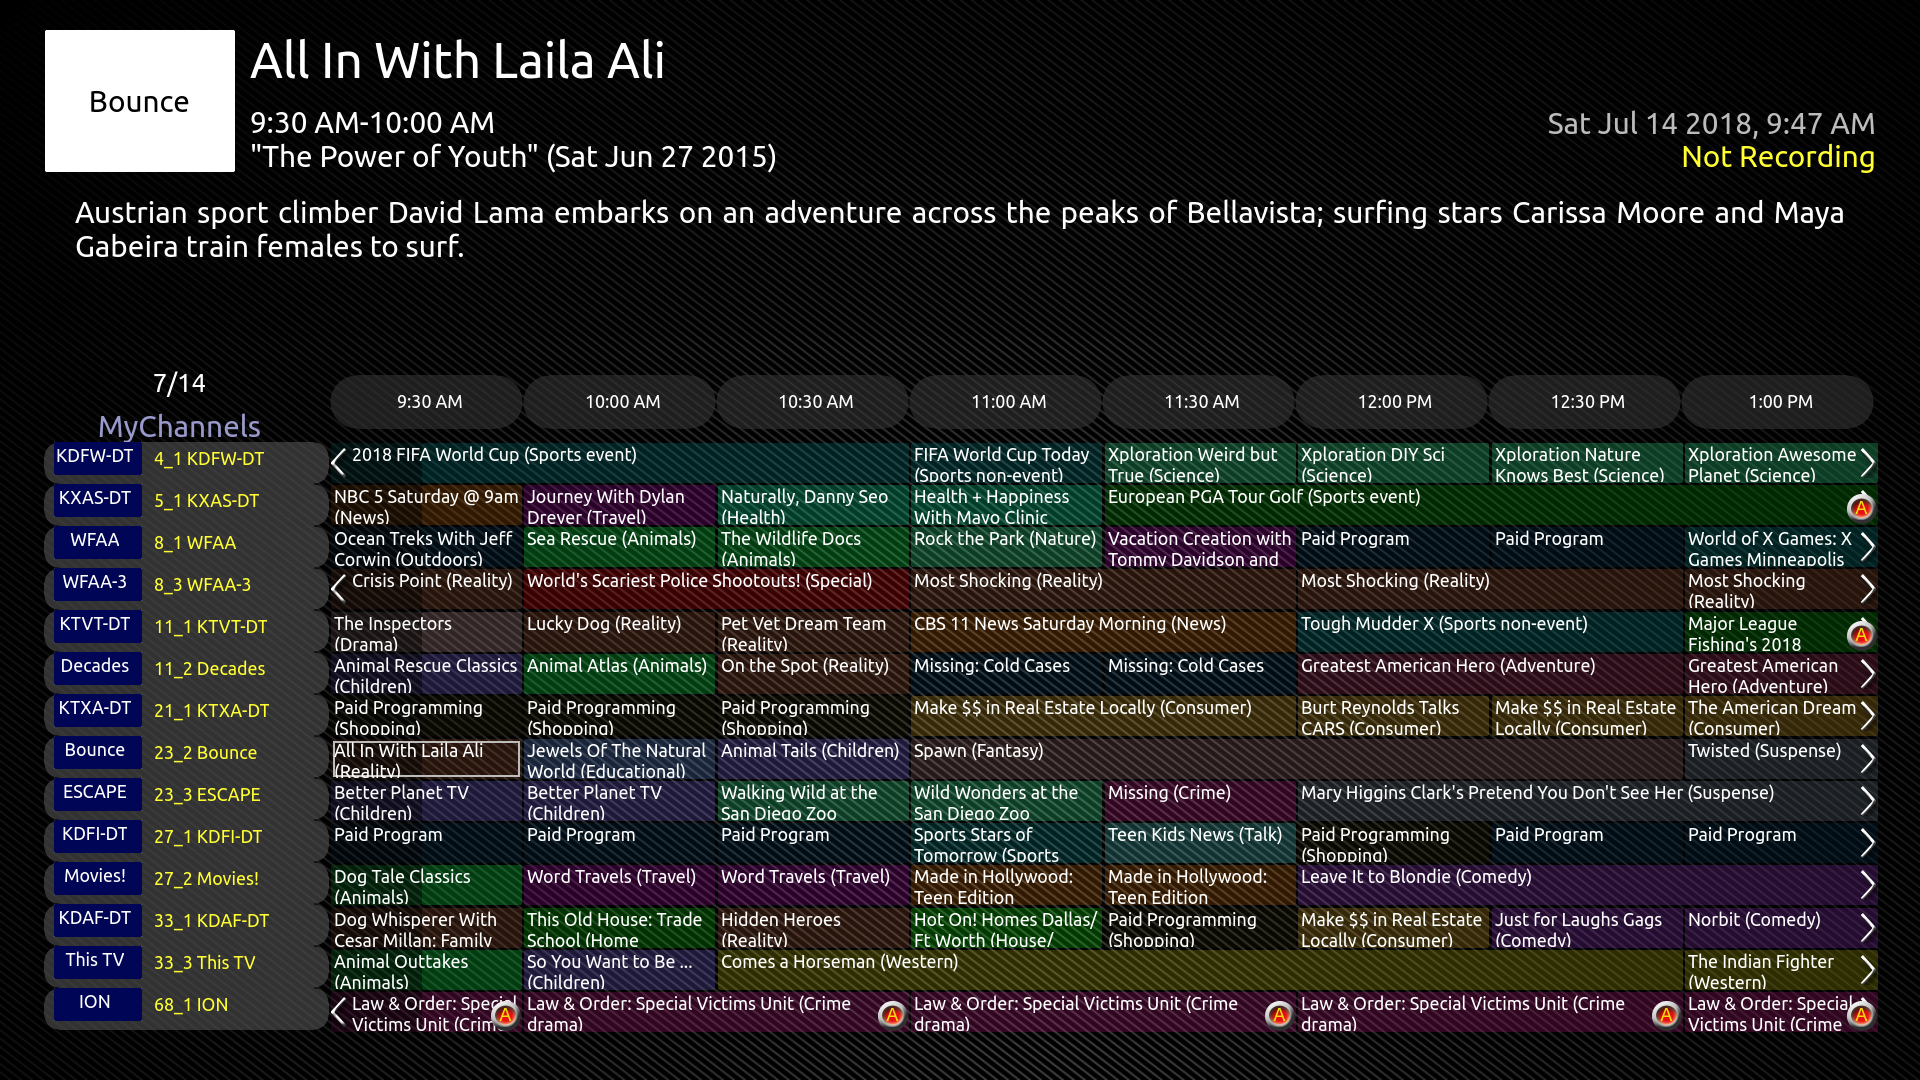 Bounce
All In With Laila Ali
9:30 AM-10:00 AM
"The Power of Youth" (Sat Jun 27 2015)
Sat Jul 14 2018, 9:47 AM
Not Recording
Austrian sport climber David Lama embarks on an adventure across the peaks of Bellavista; surfing stars Carissa Moore and Maya
Gabeira train females to surf.
7/14
MyChannels
9:30 AM
10:00 AM
10:30 AM
11:00 AM
11:30 AM
12:00 PM
12:30 PM
1:00 PM
KDFW-DT
4_1 KDFW-DT
2018 FIFA World Cup (Sports event)
FIFA World Cup Today
(Sports non-event)
Xploration Weird but
True (Science)
Xploration DIY Sci
(Science)
Xploration Nature
Knows Best (Science)
Xploration Awesome
Planet (Science)
KXAS-DT
5_1 KXAS-DT
NBC 5 Saturday @ 9am
(News)
Journey With Dylan
Dreyer (Travel)
Naturally, Danny Seo
(Health)
Health + Happiness
With Mayo Clinic
European PGA Tour Golf (Sports event)
A
WFAA
8_1 WFAA
Ocean Treks With Jeff
Corwin (Outdoors)
Sea Rescue (Animals)
The Wildlife Docs
(Animals)
Rock the Park (Nature)
Vacation Creation with
Tommy Davidson and
Paid Program
Paid Program
World of X Games: X
Games Minneapolis
WFAA-3
8_3 WFAA-3
Crisis Point (Reality)
World's Scariest Police Shootouts! (Special)
Most Shocking (Reality)
Most Shocking (Reality)
Most Shocking
(Reality)
KTVT-DT
11_1 KTVT-DT
The Inspectors
(Drama)
Lucky Dog (Reality)
Pet Vet Dream Team
(Reality)
CBS 11 News Saturday Morning (News)
Tough Mudder X (Sports non-event)
Major League
Fishing's 2018
A
Decades
11_2 Decades
Animal Rescue Classics
(Children)
Animal Atlas (Animals)
On the Spot (Reality)
Missing: Cold Cases
Missing: Cold Cases
Greatest American Hero (Adventure)
Greatest American
Hero (Adventure)
KTXA-DT
21_1 KTXA-DT
Paid Programming
(Shopping)
Paid Programming
(Shopping)
Paid Programming
(Shopping)
Make $$ in Real Estate Locally (Consumer)
Burt Reynolds Talks
CARS (Consumer)
Make $$ in Real Estate
Locally (Consumer)
The American Dream
(Consumer)
Bounce
23_2 Bounce
All In With Laila Ali
(Reality)
Jewels Of The Natural
World (Educational)
Animal Tails (Children)
Spawn (Fantasy)
Twisted (Suspense)
ESCAPE
23_3 ESCAPE
Better Planet TV
(Children)
Better Planet TV
(Children)
Walking Wild at the
San Diego Zoo
Wild Wonders at the
San Diego Zoo
Missing (Crime)
Mary Higgins Clark's Pretend You Don't See Her (Suspense)
KDFI-DT
27_1 KDFI-DT
Paid Program
Paid Program
Paid Program
Sports Stars of
Tomorrow (Sports
Teen Kids News (Talk)
Paid Programming
(Shopping)
Paid Program
Paid Program
Movies!
27_2 Movies!
Dog Tale Classics
(Animals)
Word Travels (Travel)
Word Travels (Travel)
Made in Hollywood:
Teen Edition
Made in Hollywood:
Teen Edition
Leave It to Blondie (Comedy)
KDAF-DT
33_1 KDAF-DT
Dog Whisperer With
Cesar Millan: Family
This Old House: Trade
School (Home
Hidden Heroes
(Reality)
Hot On! Homes Dallas/
Ft Worth (House/
Paid Programming
(Shopping)
Make $$ in Real Estate
Locally (Consumer)
Just for Laughs Gags
(Comedy)
Norbit (Comedy)
This TV
33_3 This TV
Animal Outtakes
(Animals)
So You Want to Be ...
(Children)
Comes a Horseman (Western)
The Indian Fighter
(Western)
ION
68_1 ION
Law & Order: Special
Victims Unit (Crime
A
Law & Order: Special Victims Unit (Crime
drama)
A
Law & Order: Special Victims Unit (Crime
drama)
A
Law & Order: Special Victims Unit (Crime
drama)
A
Law & Order: Special
Victims Unit (Crime
A